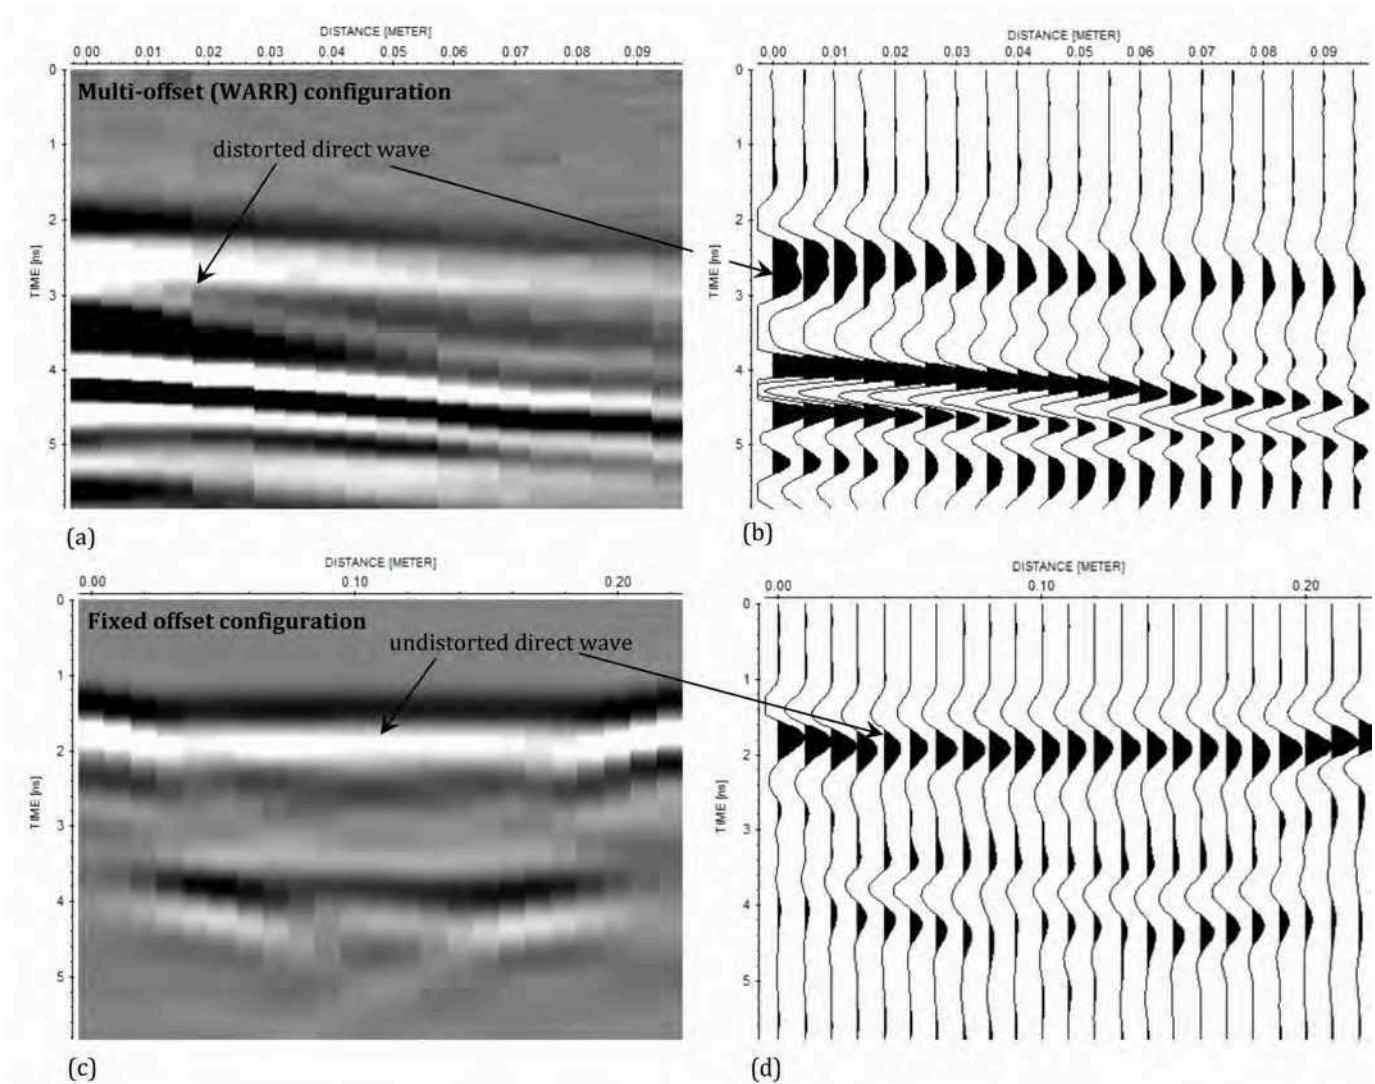 DISTANCE [METER]
0.00 0.01 0.02 0.03 0.04 0.05 0.06 0.07 0.08 0.09
0
Multi-offset (WARR) configuration
distorted direct wave
1
2
TIME [ns]
3
4
5
(a)
DISTANCE [METER]
0.00 0.01 0.02 0.03 0.04 0.05 0.06 0.07 0.08 0.09
0
1
2
TIME [ns]
3
4
5
(b)
DISTANCE [METER]
0.00 0.10 0.20
0
Fixed offset configuration
undistorted direct wave
1
2
TIME [ns]
3
4
5
(c)
DISTANCE [METER]
0.00 0.10 0.20
0
1
2
TIME [ns]
3
4
5
(d)